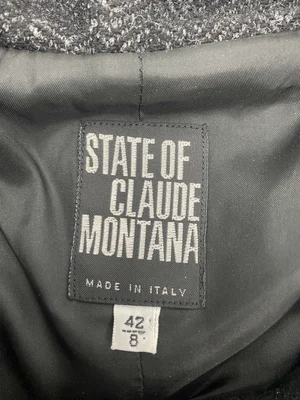 STATE OF
CLAUDE
MONTANA
MADE IN ITALY
42
8